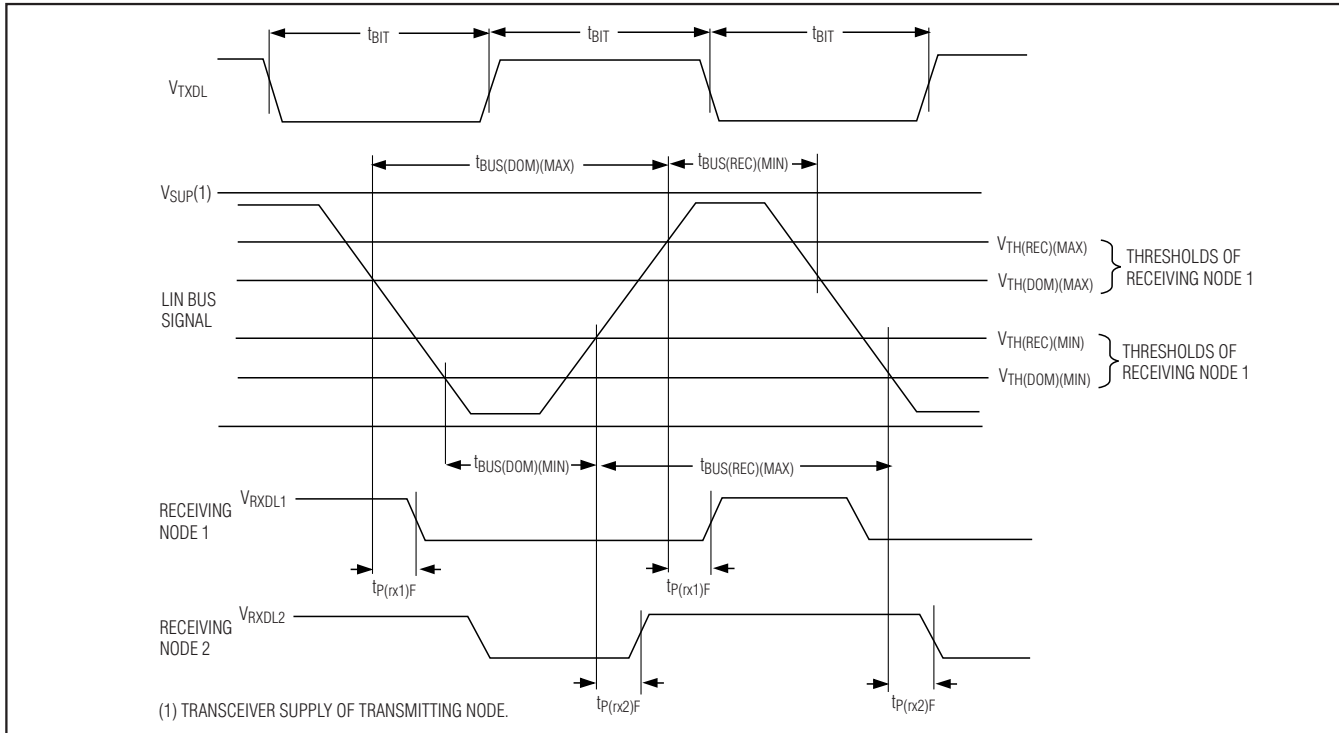 tBIT
tBIT
tBIT
VTXDL
tBUS(DOM)(MAX)
tBUS(REC)(MIN)
VSUP(1)
VTH(REC)(MAX)
VTH(DOM)(MAX)
THRESHOLDS OF
RECEIVING NODE 1
LIN BUS
SIGNAL
VTH(REC)(MIN)
VTH(DOM)(MIN)
THRESHOLDS OF
RECEIVING NODE 1
tBUS(DOM)(MIN)
tBUS(REC)(MAX)
VRXDL1
RECEIVING
NODE 1
tP(rx1)F
tP(rx1)F
VRXDL2
RECEIVING
NODE 2
tP(rx2)F
tP(rx2)F
(1) TRANSCEIVER SUPPLY OF TRANSMITTING NODE.